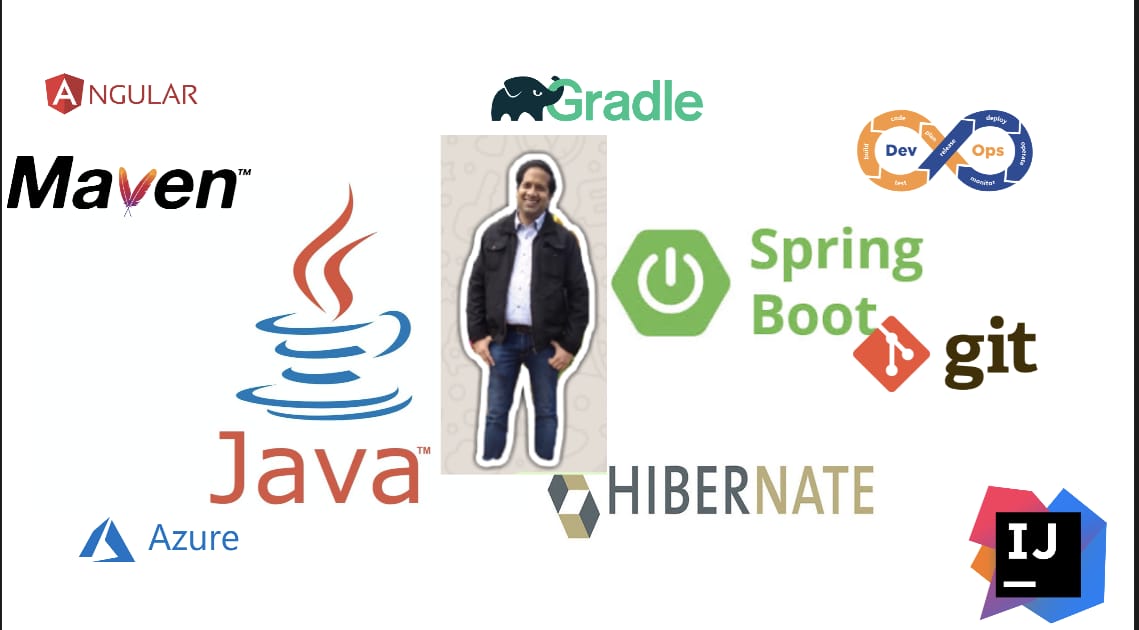 ANGULAR
Gradle
Maven™
code
plan
build
Dev
test
release
deploy
Ops
operate
monitor
Spring
Boot
git
Java™
HIBERNATE
Azure
IJ